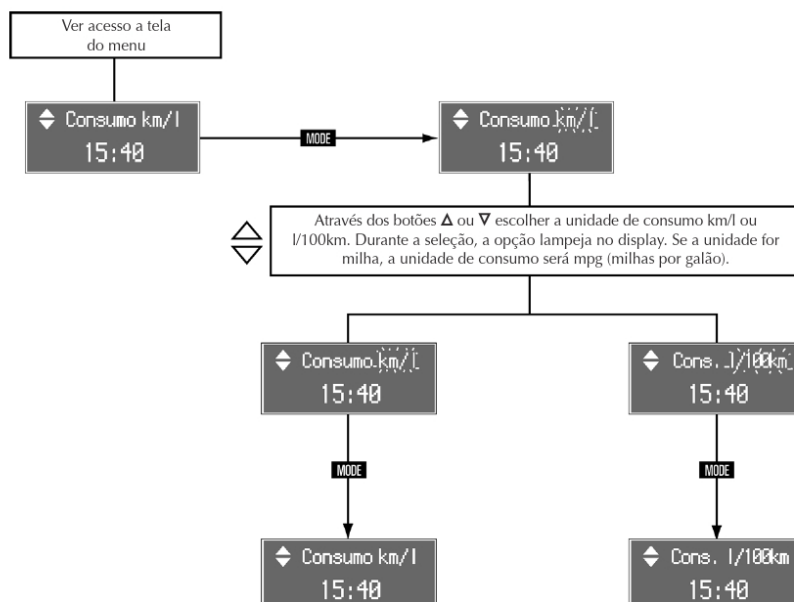 Ver acesso a tela
do menu
Consumo km/l
15:40
MODE
Consumo km/l
15:40
Através dos botões Δ ou ∇ escolher a unidade de consumo km/l ou
l/100km. Durante a seleção, a opção lampeja no display. Se a unidade for
milha, a unidade de consumo será mpg (milhas por galão).
Consumo km/l
15:40
Cons. l/100km
15:40
MODE
MODE
Consumo km/l
15:40
Cons. l/100km
15:40